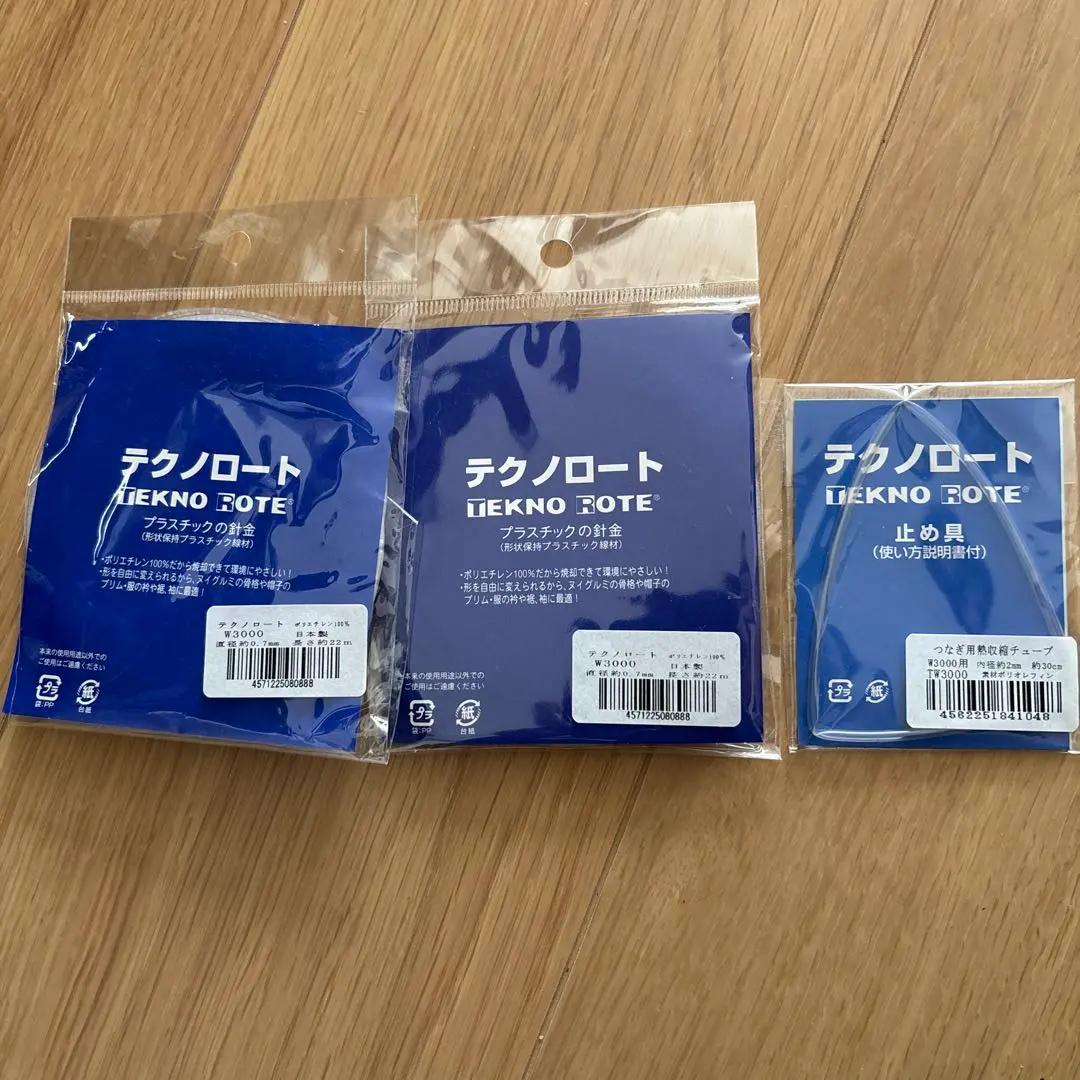 テクノロート
TEKNO ROTE®
プラスチックの針金
(形状保持プラスチック線材)
・ポリエチレン100%だから焼却できて環境にやさしい!
・形を自由に変えられるから、ヌイグルミの骨格や帽子の
ブリム・服の衿や裾、袖に最適!
テクノロート ポリエチレン100%
W3000 日本製
直径約0.7mm 長さ約22m
4571225080888
本来の使用用途以外での
ご使用はご遠慮ください
プラ
袋:PP
紙
台紙
テクノロート
TEKNO ROTE®
プラスチックの針金
(形状保持プラスチック線材)
・ポリエチレン100%だから焼却できて環境にやさしい!
・形を自由に変えられるから、ヌイグルミの骨格や帽子の
ブリム・服の衿や裾、袖に最適!
テクノロート ポリエチレン100%
W3000 日本製
直径約0.7mm 長さ約22m
4571225080888
本来の使用用途以外での
ご使用はご遠慮ください
プラ
袋:PP
紙
台紙
テクノロート
TEKNO ROTE®
止め具
(使い方説明書付)
つなぎ用熱収縮チューブ
W3000用 内径約2mm 約30cm
TW3000 素材ポリオレフィン
4562251841048
プラ
紙